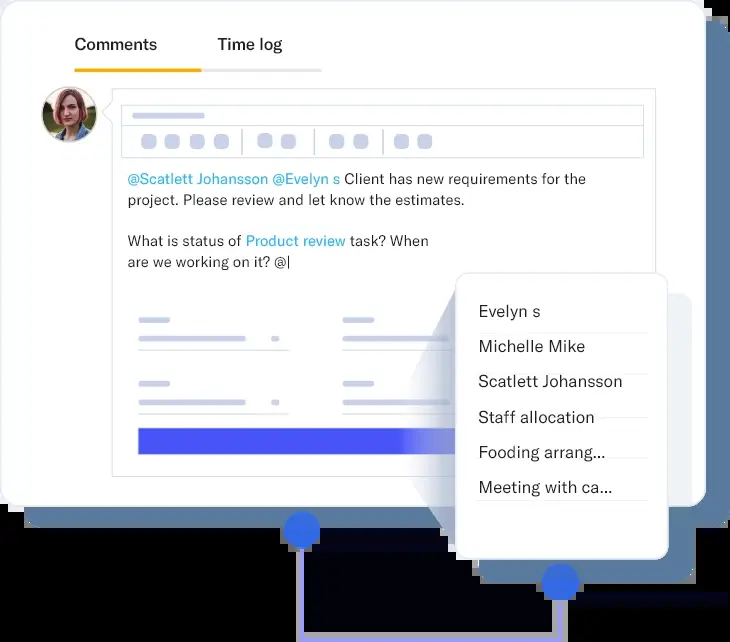 Comments
Time log
@Scatlett Johansson @Evelyn s Client has new requirements for the
project. Please review and let know the estimates.
What is status of Product review task? When
are we working on it? @|
Evelyn s
Michelle Mike
Scatlett Johansson
Staff allocation
Fooding arrang...
Meeting with ca...